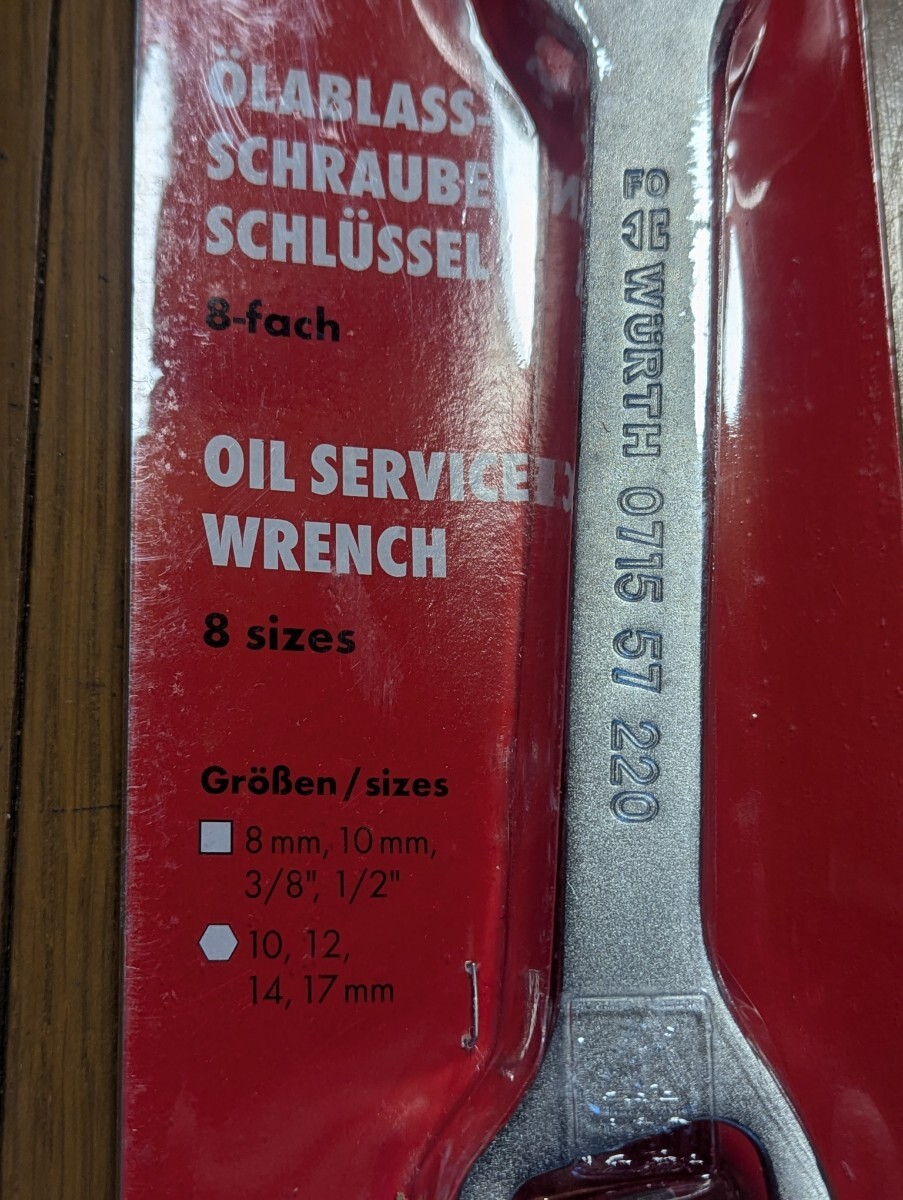 ÖLABLASS-
SCHRAUBE
SCHLÜSSEL
8-fach
OIL SERVICE
WRENCH
8 sizes
Größen/sizes
8 mm, 10 mm,
3/8", 1/2"
10, 12,
14, 17 mm
WÜRTH 0715 57 220